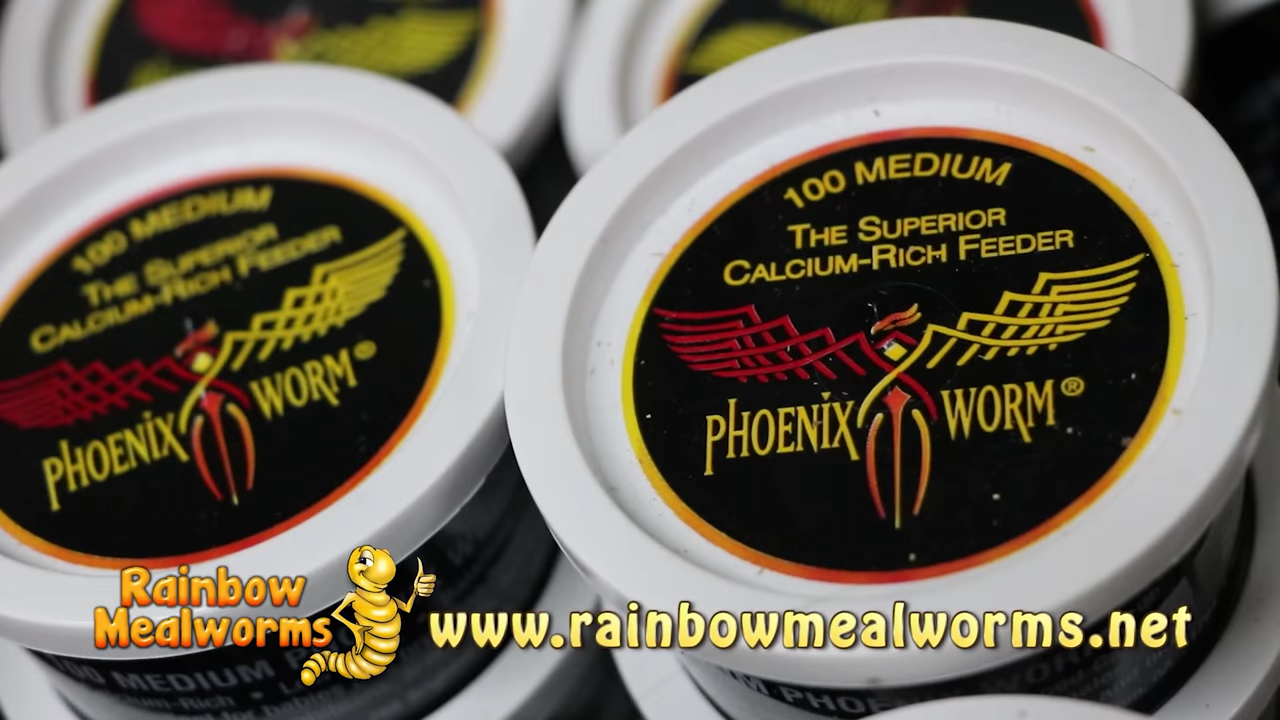 100 MEDIUM
THE SUPERIOR
CALCIUM-RICH FEEDER
PHOENIX WORM®
100 MEDIUM
THE SUPERIOR
CALCIUM-RICH FEEDER
PHOENIX WORM®
Rainbow
Mealworms
www.rainbowmealworms.net
100 MEDIUM